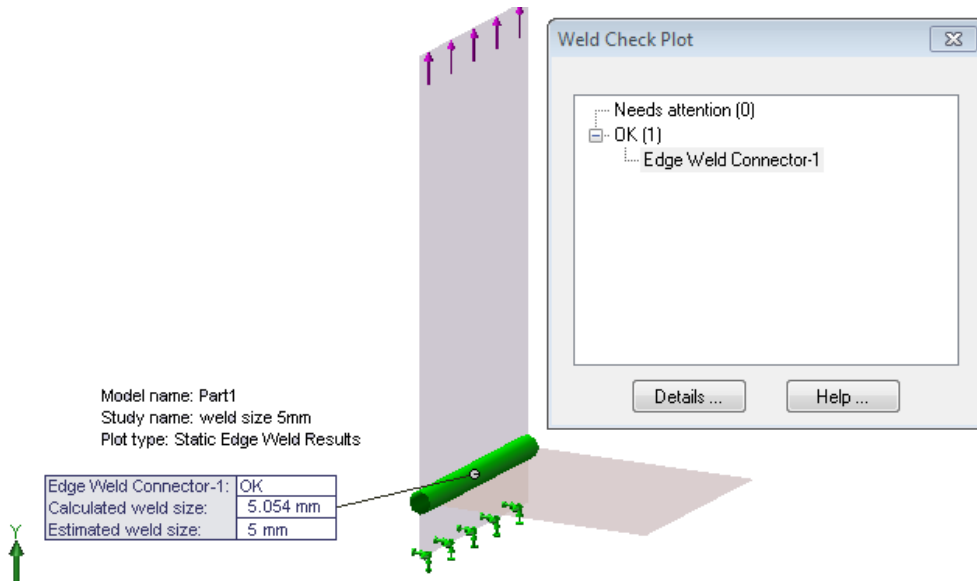 Weld Check Plot
Needs attention (0)
OK (1)
Edge Weld Connector-1
Details ...
Help ...
Model name: Part1
Study name: weld size 5mm
Plot type: Static Edge Weld Results
Edge Weld Connector-1: OK
Calculated weld size: 5.054 mm
Estimated weld size: 5 mm
Y